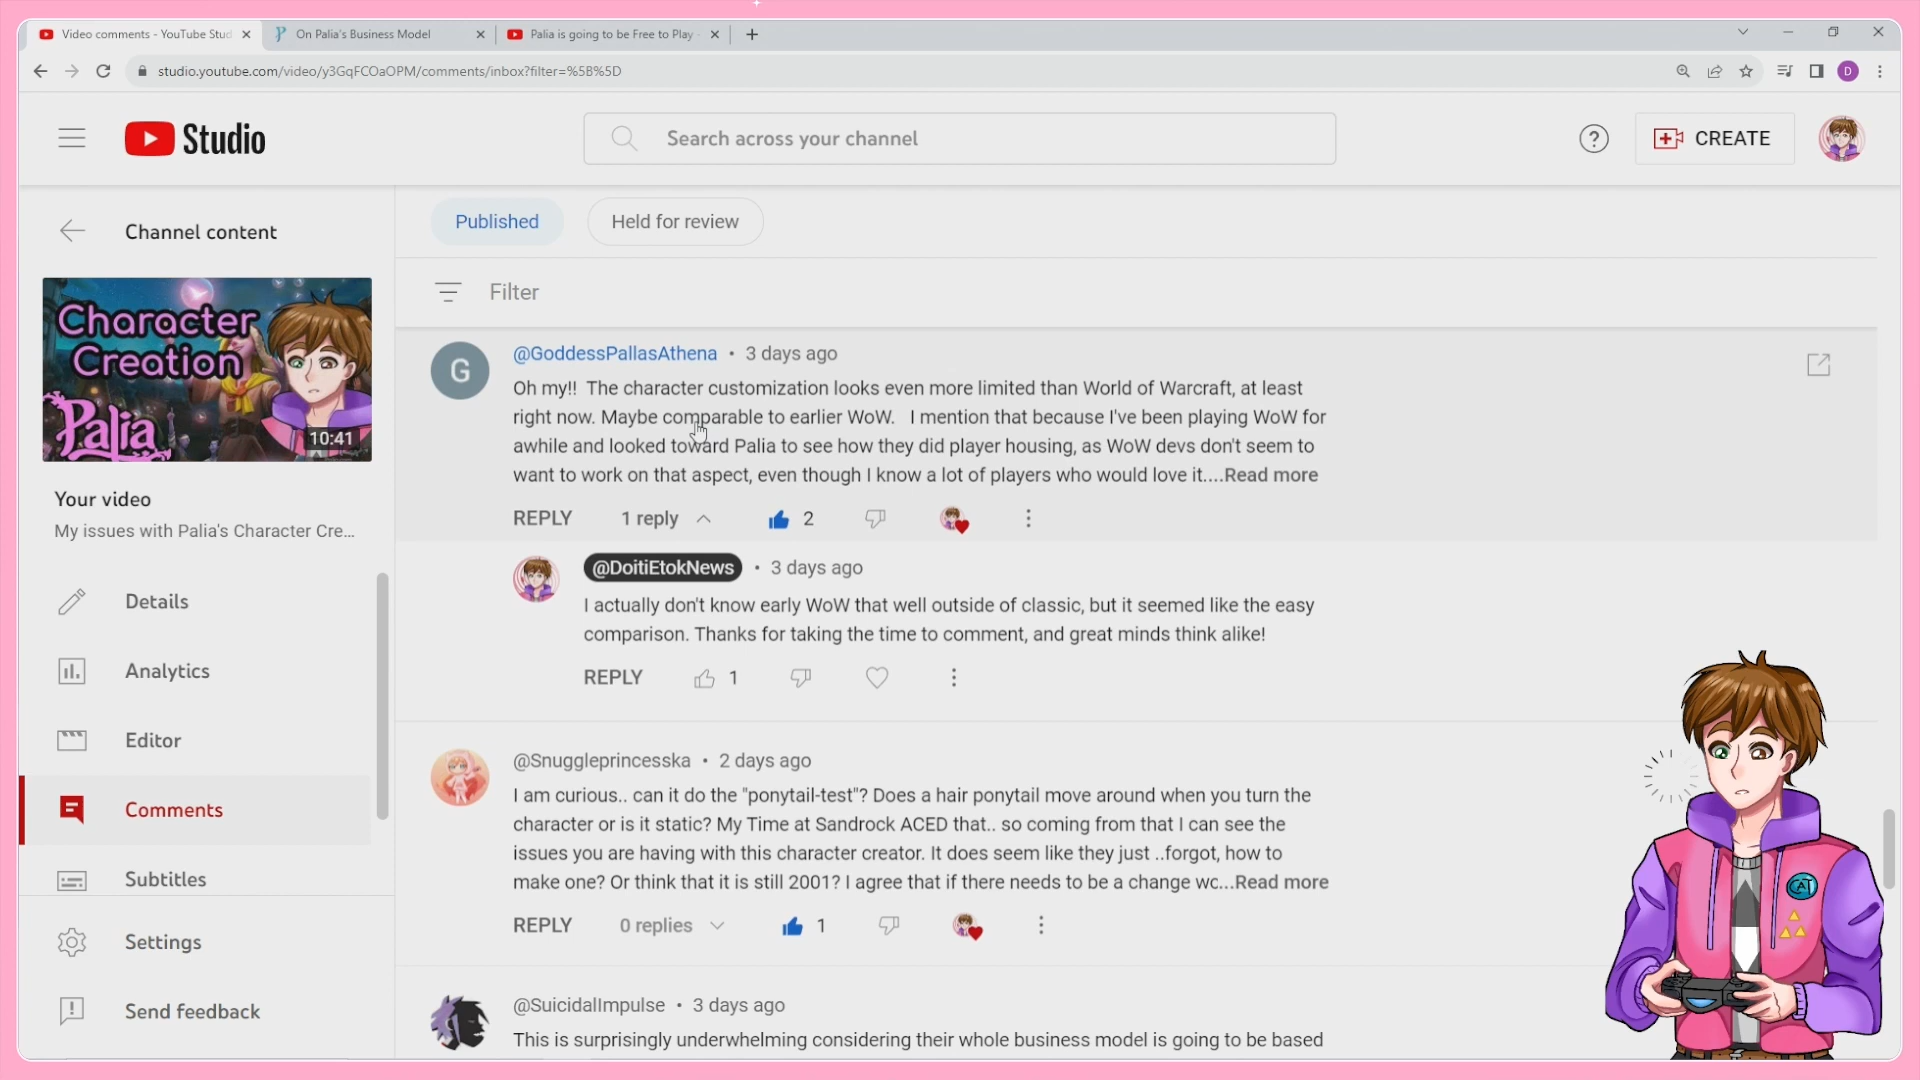 Video comments - YouTube Stud
On Palia's Business Model
Palia is going to be Free to Play -
studio.youtube.com/video/y3GqFCOaOPM/comments/inbox?filter=%5B%5D
D
Studio
Search across your channel
?
CREATE
Channel content
Published
Held for review
Filter
Character
Creation
Palia
10:41
Your video
My issues with Palia's Character Cre...
Details
Analytics
Editor
Comments
Subtitles
Settings
Send feedback
G
@GoddessPallasAthena • 3 days ago
Oh my!!  The character customization looks even more limited than World of Warcraft, at least
right now. Maybe comparable to earlier WoW.   I mention that because I've been playing WoW for
awhile and looked toward Palia to see how they did player housing, as WoW devs don't seem to
want to work on that aspect, even though I know a lot of players who would love it....Read more
REPLY 1 reply 2
@DoitiEtokNews • 3 days ago
I actually don't know early WoW that well outside of classic, but it seemed like the easy
comparison. Thanks for taking the time to comment, and great minds think alike!
REPLY 1
@Snuggleprincesska • 2 days ago
I am curious.. can it do the "ponytail-test"? Does a hair ponytail move around when you turn the
character or is it static? My Time at Sandrock ACED that.. so coming from that I can see the
issues you are having with this character creator. It does seem like they just ..forgot, how to
make one? Or think that it is still 2001? I agree that if there needs to be a change wc...Read more
REPLY 0 replies 1
@SuicidalImpulse • 3 days ago
This is surprisingly underwhelming considering their whole business model is going to be based
CAT